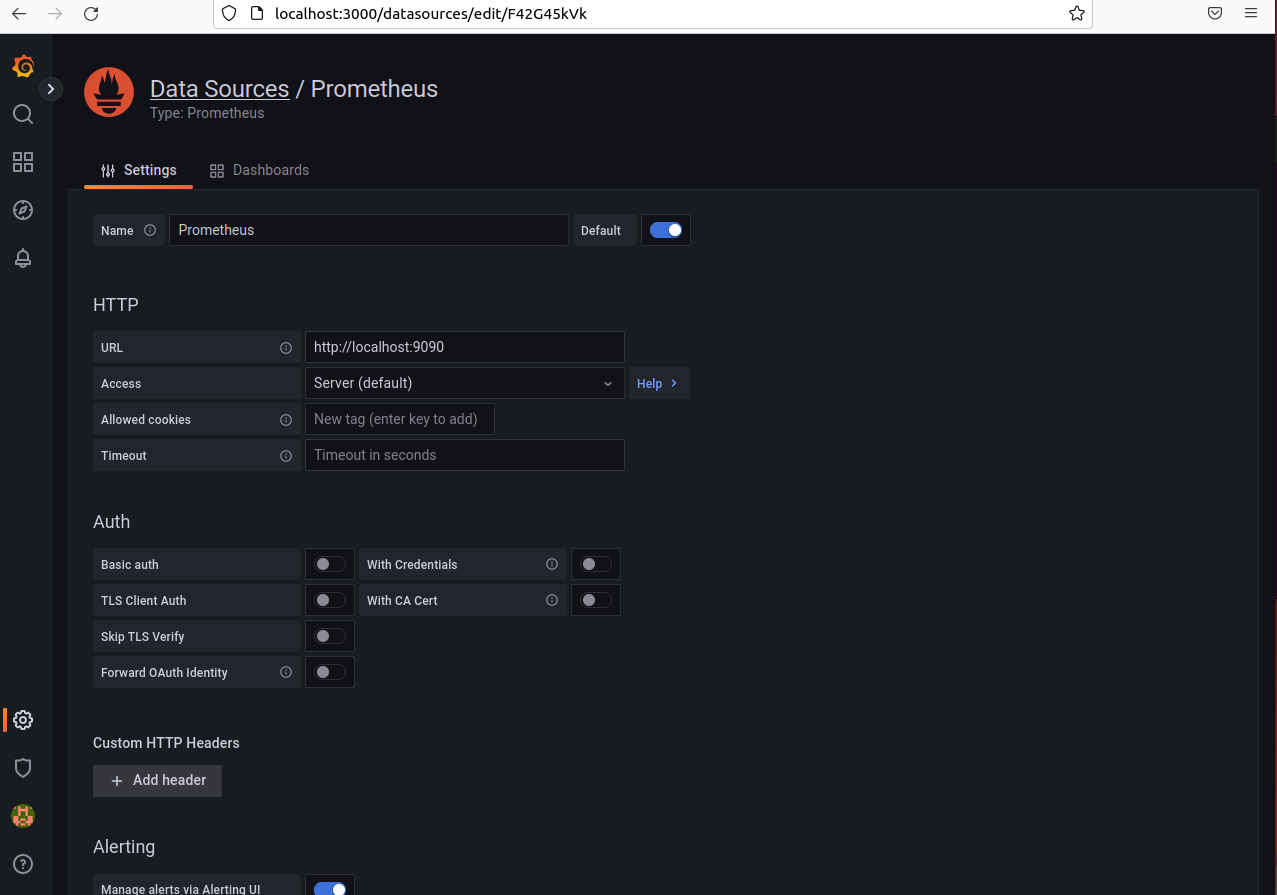 localhost:3000/datasources/edit/F42G45kVk
Data Sources / Prometheus
Type: Prometheus
Settings Dashboards
Name Prometheus Default
HTTP
URL http://localhost:9090
Access Server (default) Help
Allowed cookies New tag (enter key to add)
Timeout Timeout in seconds
Auth
Basic auth With Credentials
TLS Client Auth With CA Cert
Skip TLS Verify
Forward OAuth Identity
Custom HTTP Headers
+ Add header
Alerting
Manage alerts via Alerting UI